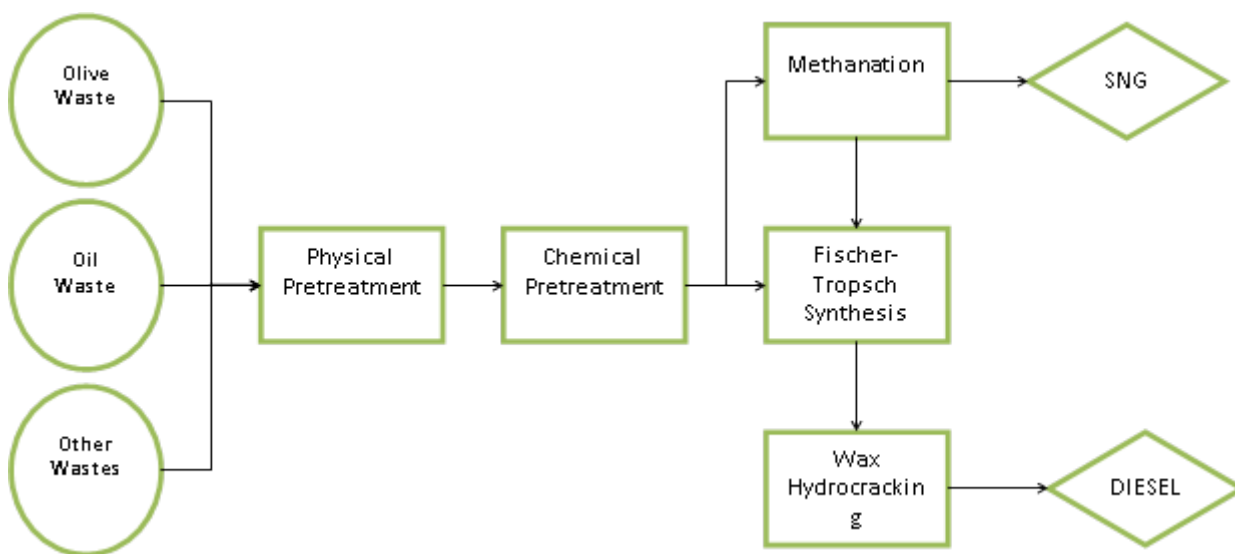 Olive
Waste
Oil
Waste
Other
Wastes
Physical
Pretreatment
Chemical
Pretreatment
Methanation
SNG
Fischer-
Tropsch
Synthesis
Wax
Hydrocrackin
g
DIESEL